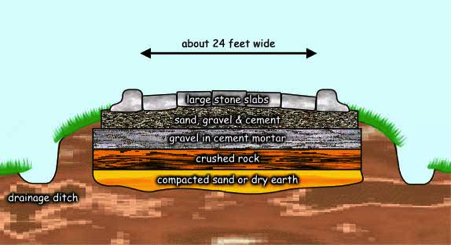 about 24 feet wide
large stone slabs
sand, gravel & cement
gravel in cement mortar
crushed rock
compacted sand or dry earth
drainage ditch